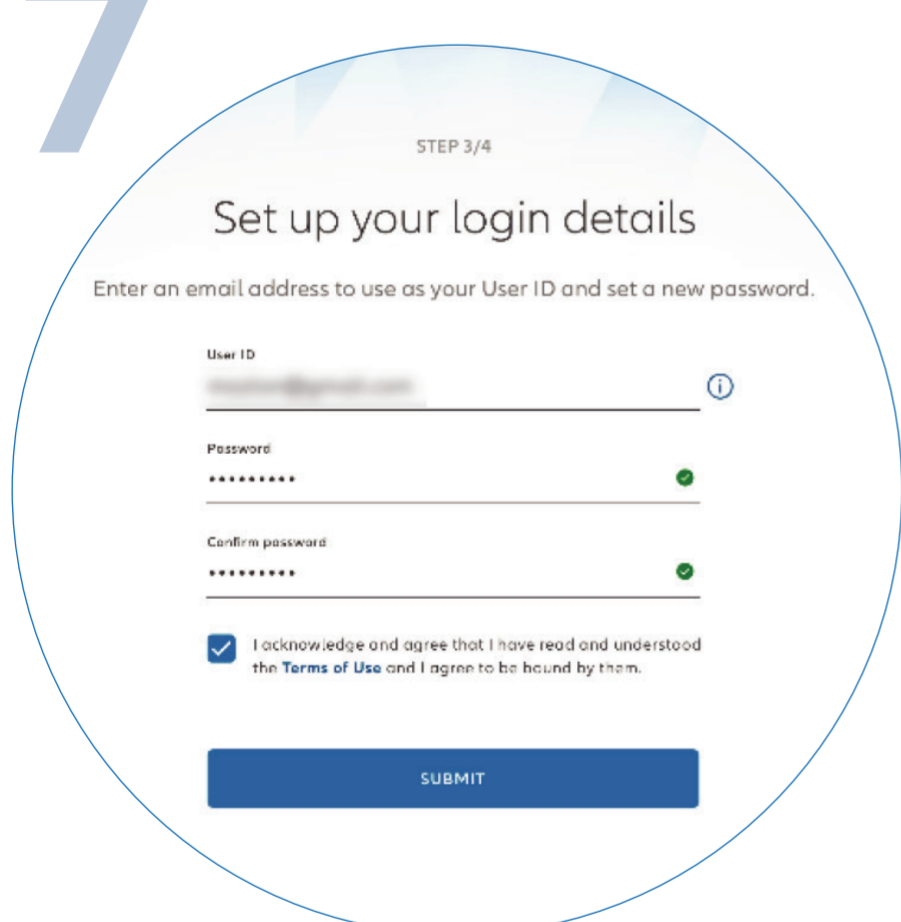 7
STEP 3/4
Set up your login details
Enter an email address to use as your User ID and set a new password.
User ID
Password
•••••••••
Confirm password
•••••••••
I acknowledge and agree that I have read and understood
the Terms of Use and I agree to be bound by them.
SUBMIT